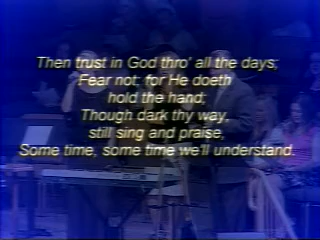 Then trust in God thro' all the days;
Fear not; for He doeth
hold the hand;
Though dark thy way,
still sing and praise,
Some time, some time we'll understand.